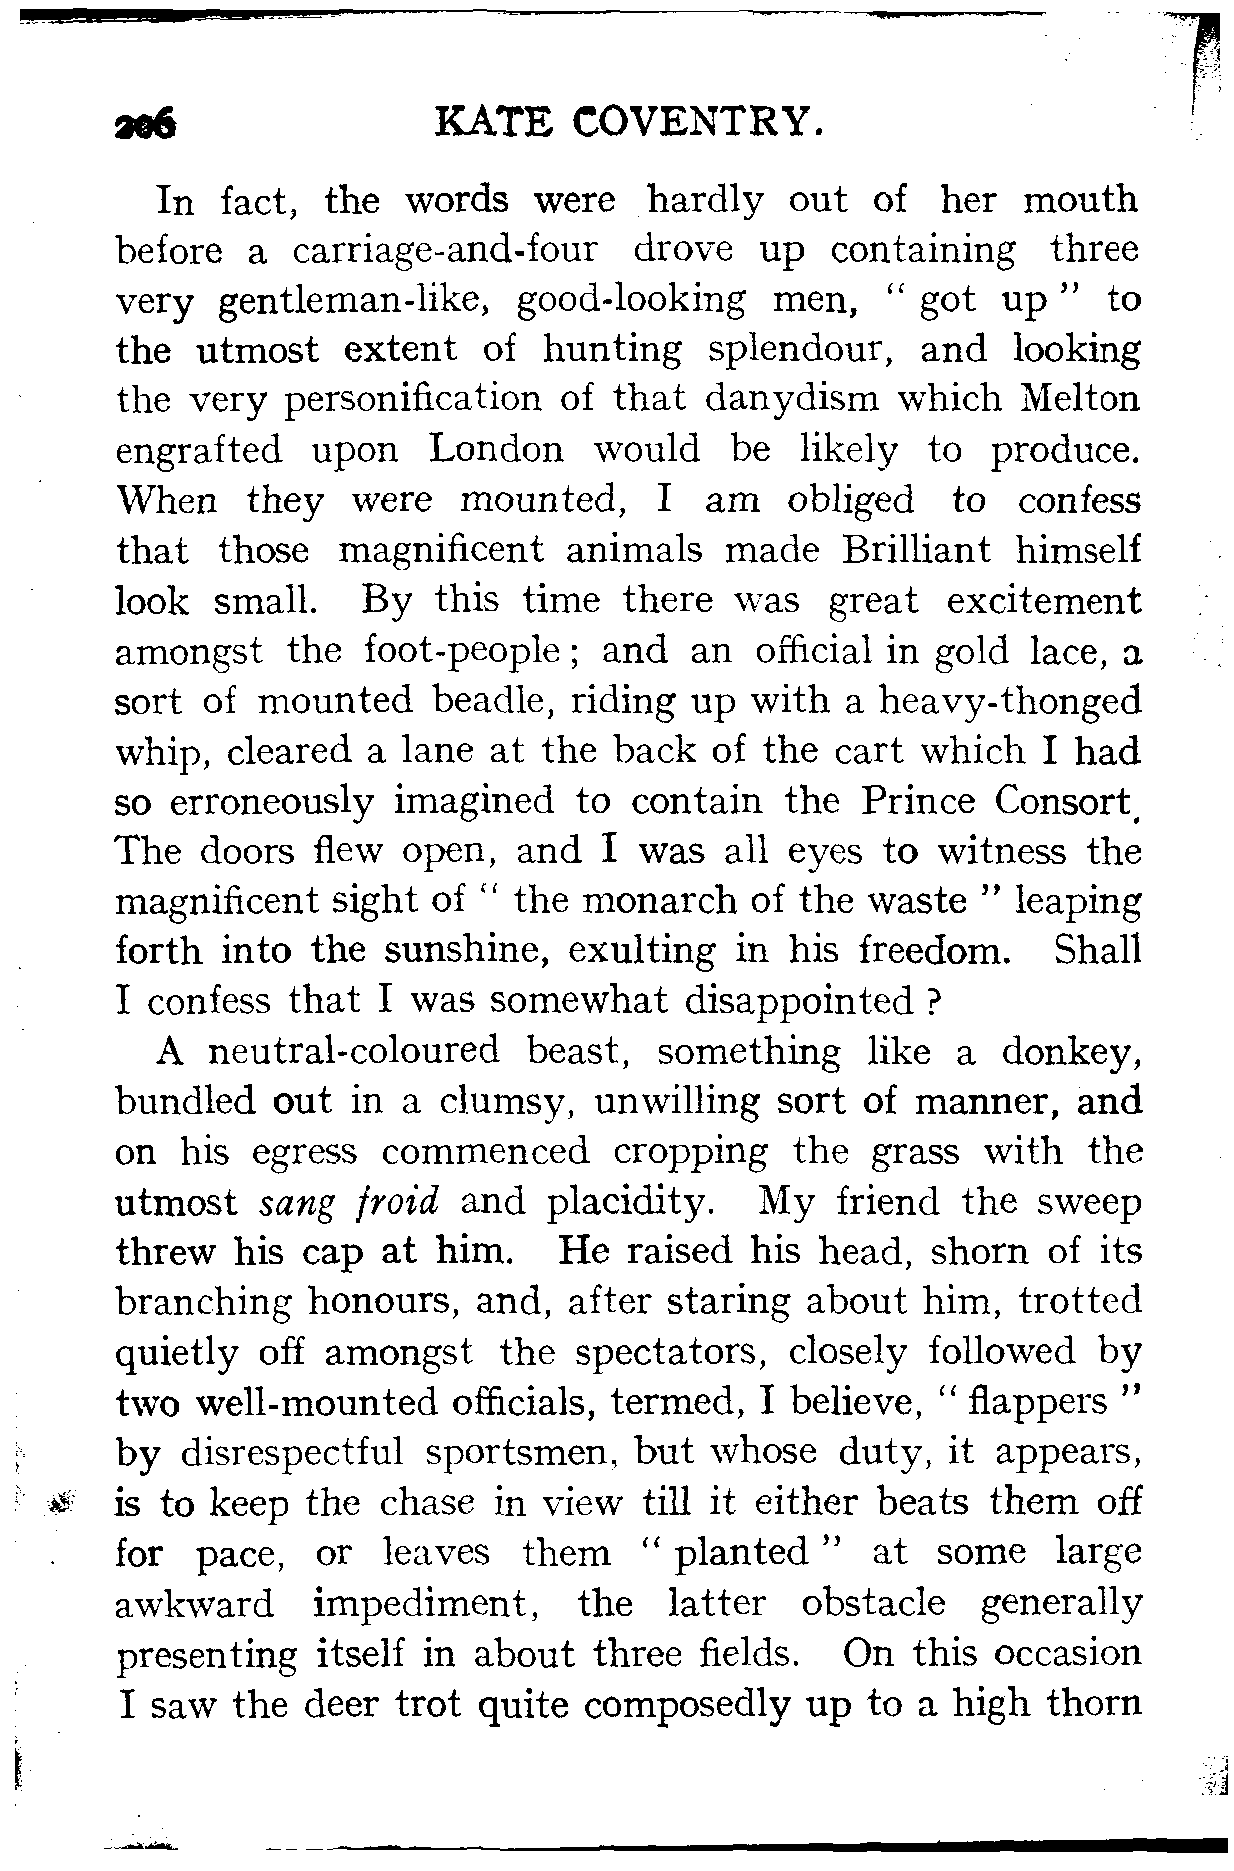 206 KATE COVENTRY.
In fact, the words were hardly out of her mouth
before a carriage-and-four drove up containing three
very gentleman-like, good-looking men, " got up " to
the utmost extent of hunting splendour, and looking
the very personification of that danydism which Melton
engrafted upon London would be likely to produce.
When they were mounted, I am obliged to confess
that those magnificent animals made Brilliant himself
look small. By this time there was great excitement
amongst the foot-people ; and an official in gold lace, a
sort of mounted beadle, riding up with a heavy-thonged
whip, cleared a lane at the back of the cart which I had
so erroneously imagined to contain the Prince Consort.
The doors flew open, and I was all eyes to witness the
magnificent sight of " the monarch of the waste " leaping
forth into the sunshine, exulting in his freedom. Shall
I confess that I was somewhat disappointed ?
A neutral-coloured beast, something like a donkey,
bundled out in a clumsy, unwilling sort of manner, and
on his egress commenced cropping the grass with the
utmost sang froid and placidity. My friend the sweep
threw his cap at him. He raised his head, shorn of its
branching honours, and, after staring about him, trotted
quietly off amongst the spectators, closely followed by
two well-mounted officials, termed, I believe, " flappers "
by disrespectful sportsmen, but whose duty, it appears,
is to keep the chase in view till it either beats them off
for pace, or leaves them " planted " at some large
awkward impediment, the latter obstacle generally
presenting itself in about three fields. On this occasion
I saw the deer trot quite composedly up to a high thorn